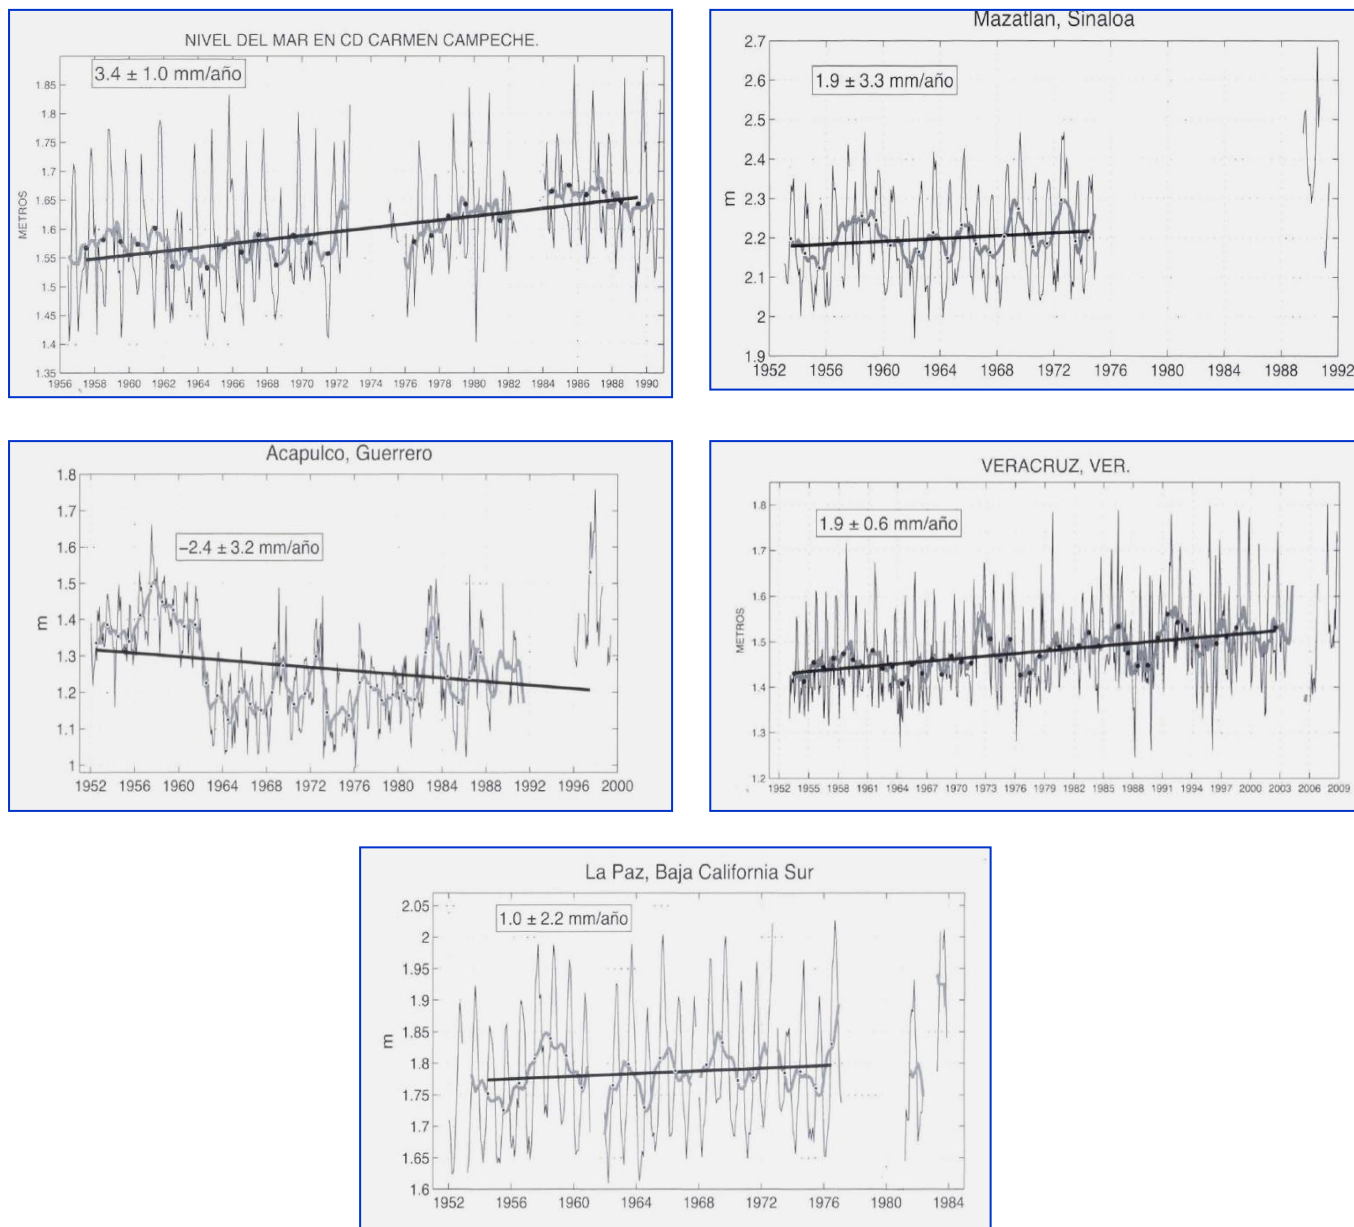 NIVEL DEL MAR EN CD CARMEN CAMPECHE.
3.4 ± 1.0 mm/año
METROS
1.85
1.8
1.75
1.7
1.65
1.6
1.55
1.5
1.45
1.4
1.35
1956 1958 1960 1962 1964 1966 1968 1970 1972 1974 1976 1978 1980 1982 1984 1986 1988 1990
Mazatlan, Sinaloa
1.9 ± 3.3 mm/año
m
2.7
2.6
2.5
2.4
2.3
2.2
2.1
2
1.9
1952 1956 1960 1964 1968 1972 1976 1980 1984 1988 1992
Acapulco, Guerrero
−2.4 ± 3.2 mm/año
m
1.8
1.7
1.6
1.5
1.4
1.3
1.2
1.1
1
1952 1956 1960 1964 1968 1972 1976 1980 1984 1988 1992 1996 2000
VERACRUZ, VER.
1.9 ± 0.6 mm/año
METROS
1.8
1.7
1.6
1.5
1.4
1.3
1.2
1952 1955 1958 1961 1964 1967 1970 1973 1976 1979 1982 1985 1988 1991 1994 1997 2000 2003 2006 2009
La Paz, Baja California Sur
1.0 ± 2.2 mm/año
m
2.05
2
1.95
1.9
1.85
1.8
1.75
1.7
1.65
1.6
1952 1956 1960 1964 1968 1972 1976 1980 1984